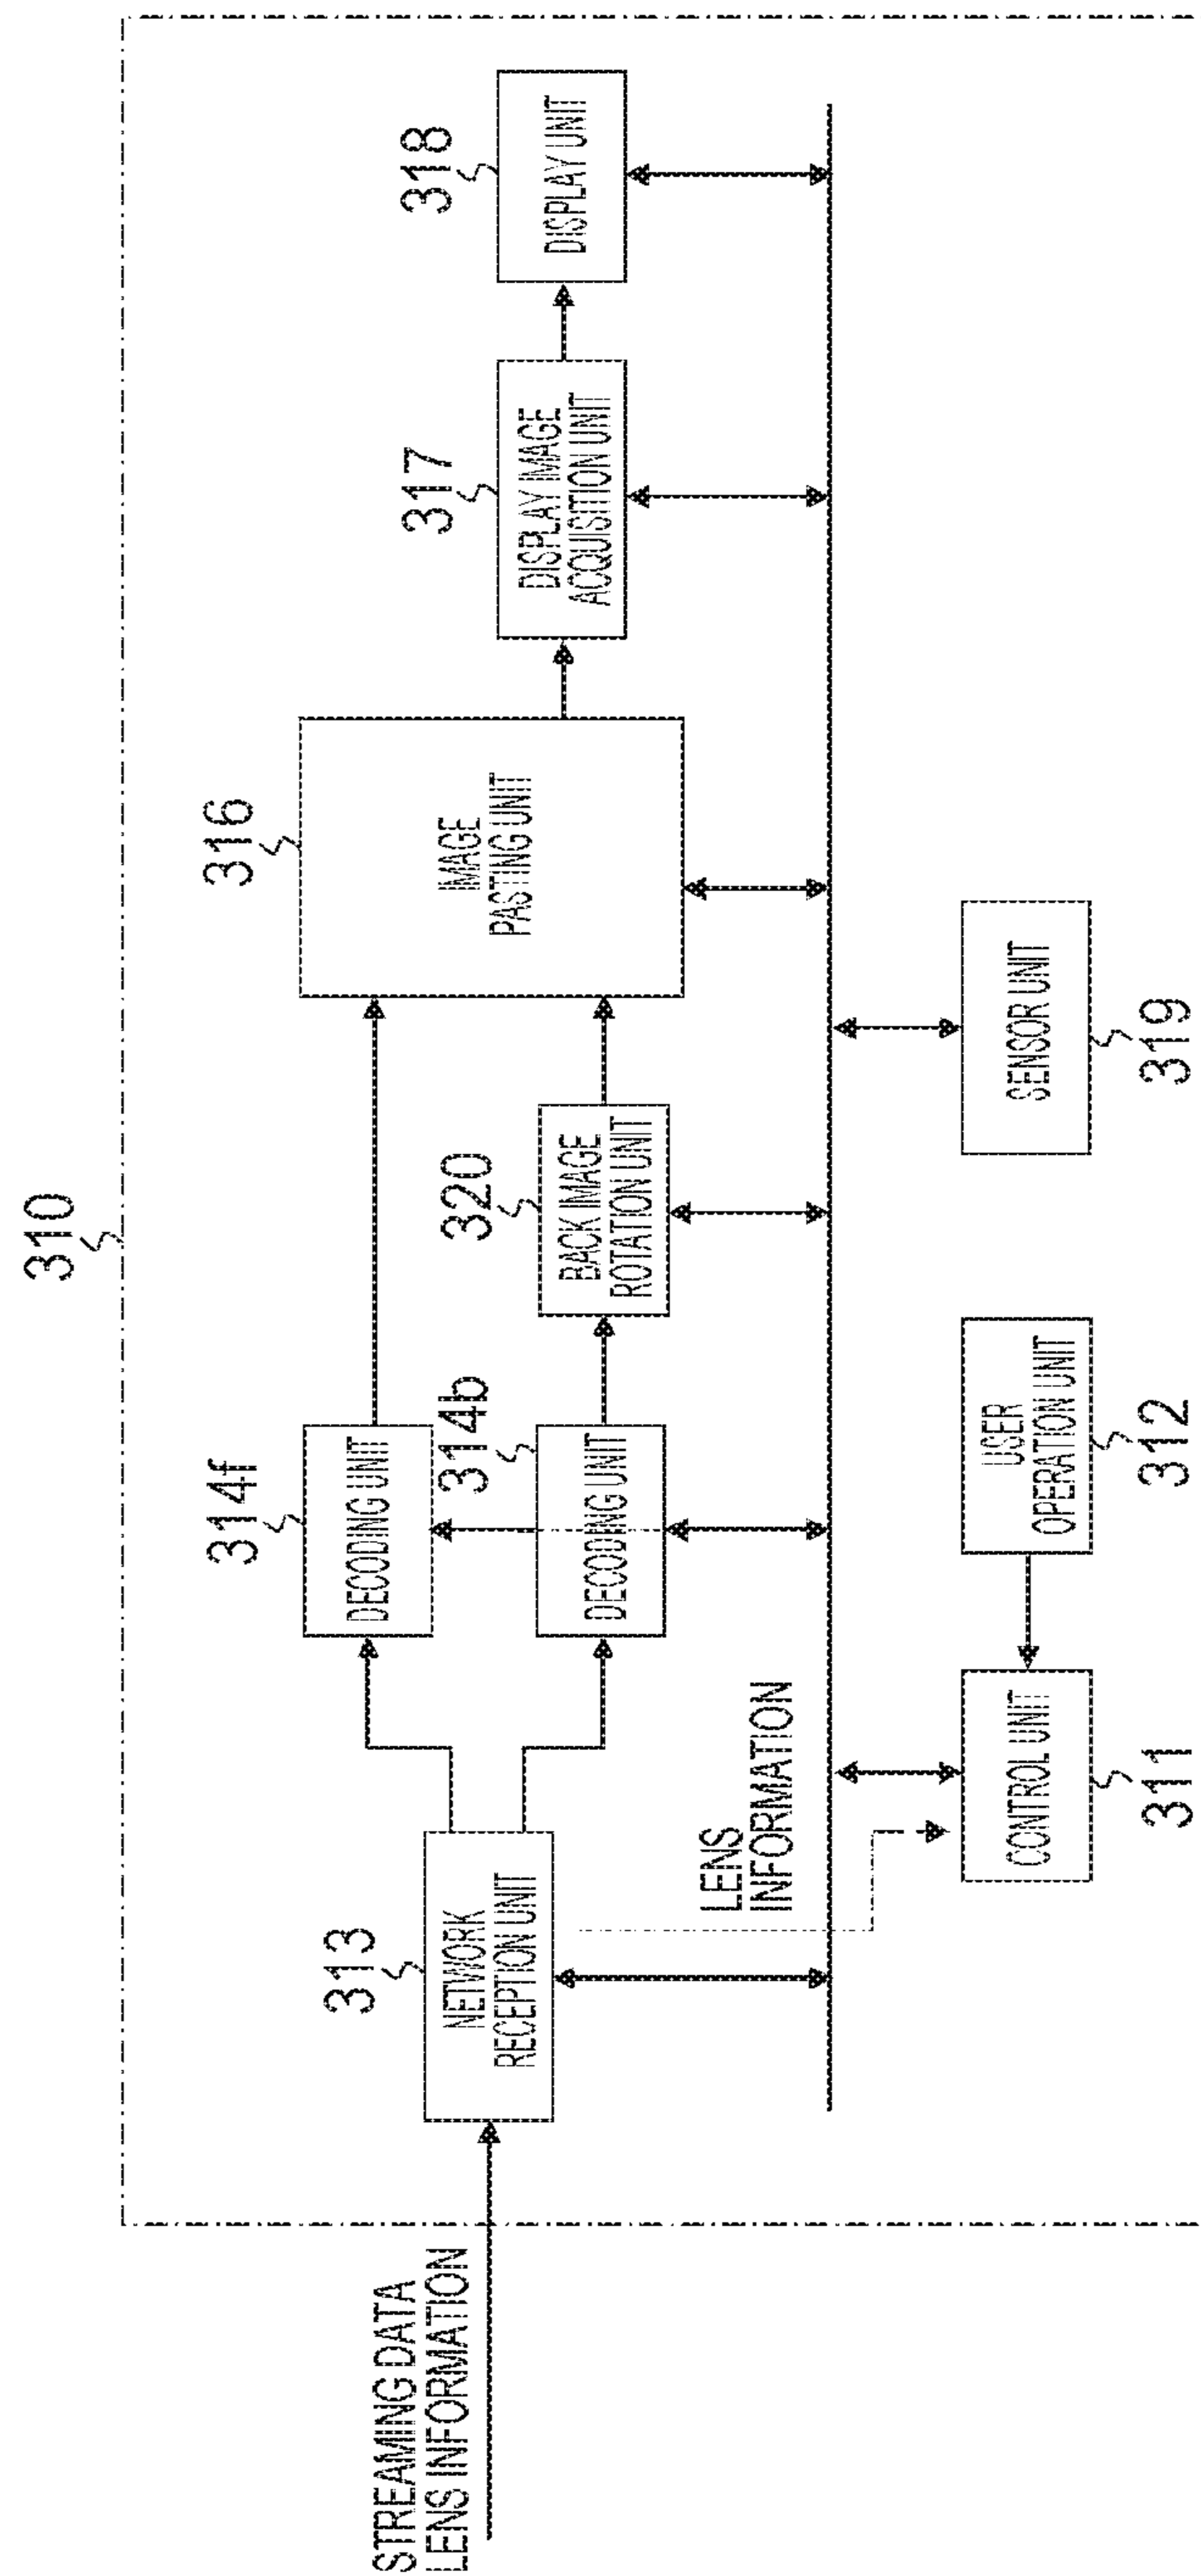 310
STREAMING DATA
LENS INFORMATION
313
NETWORK
RECEPTION UNIT
314f
DECODING UNIT
314b
DECODING UNIT
320
BACK IMAGE
ROTATION UNIT
316
IMAGE
PASTING UNIT
317
DISPLAY IMAGE
ACQUISITION UNIT
318
DISPLAY UNIT
LENS
INFORMATION
CONTROL UNIT
311
USER
OPERATION UNIT
312
SENSOR UNIT
319